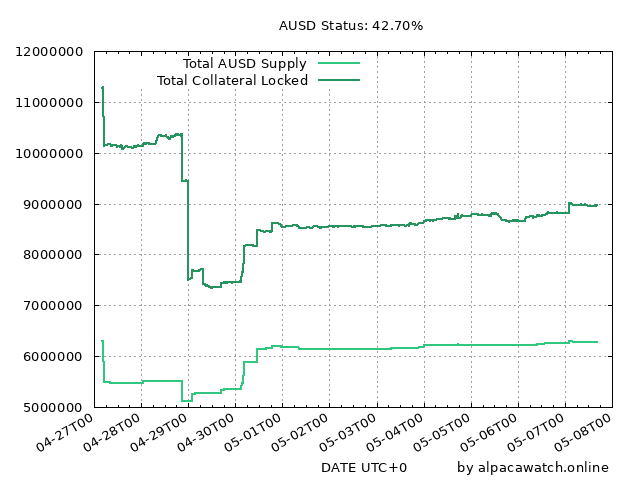 AUSD Status: 42.70%
12000000
11000000
10000000
9000000
8000000
7000000
6000000
5000000
Total AUSD Supply
Total Collateral Locked
04-27T00
04-28T00
04-29T00
04-30T00
05-01T00
05-02T00
05-03T00
05-04T00
05-05T00
05-06T00
05-07T00
05-08T00
DATE UTC+0
by alpacawatch.online